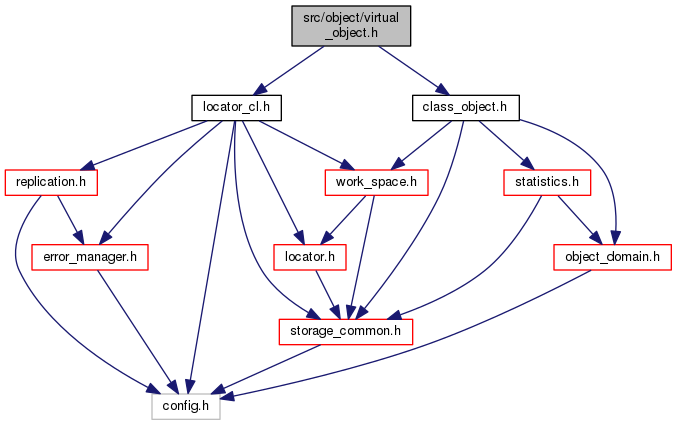 src/object/virtual
_object.h
locator_cl.h
class_object.h
replication.h
work_space.h
statistics.h
error_manager.h
locator.h
object_domain.h
storage_common.h
config.h